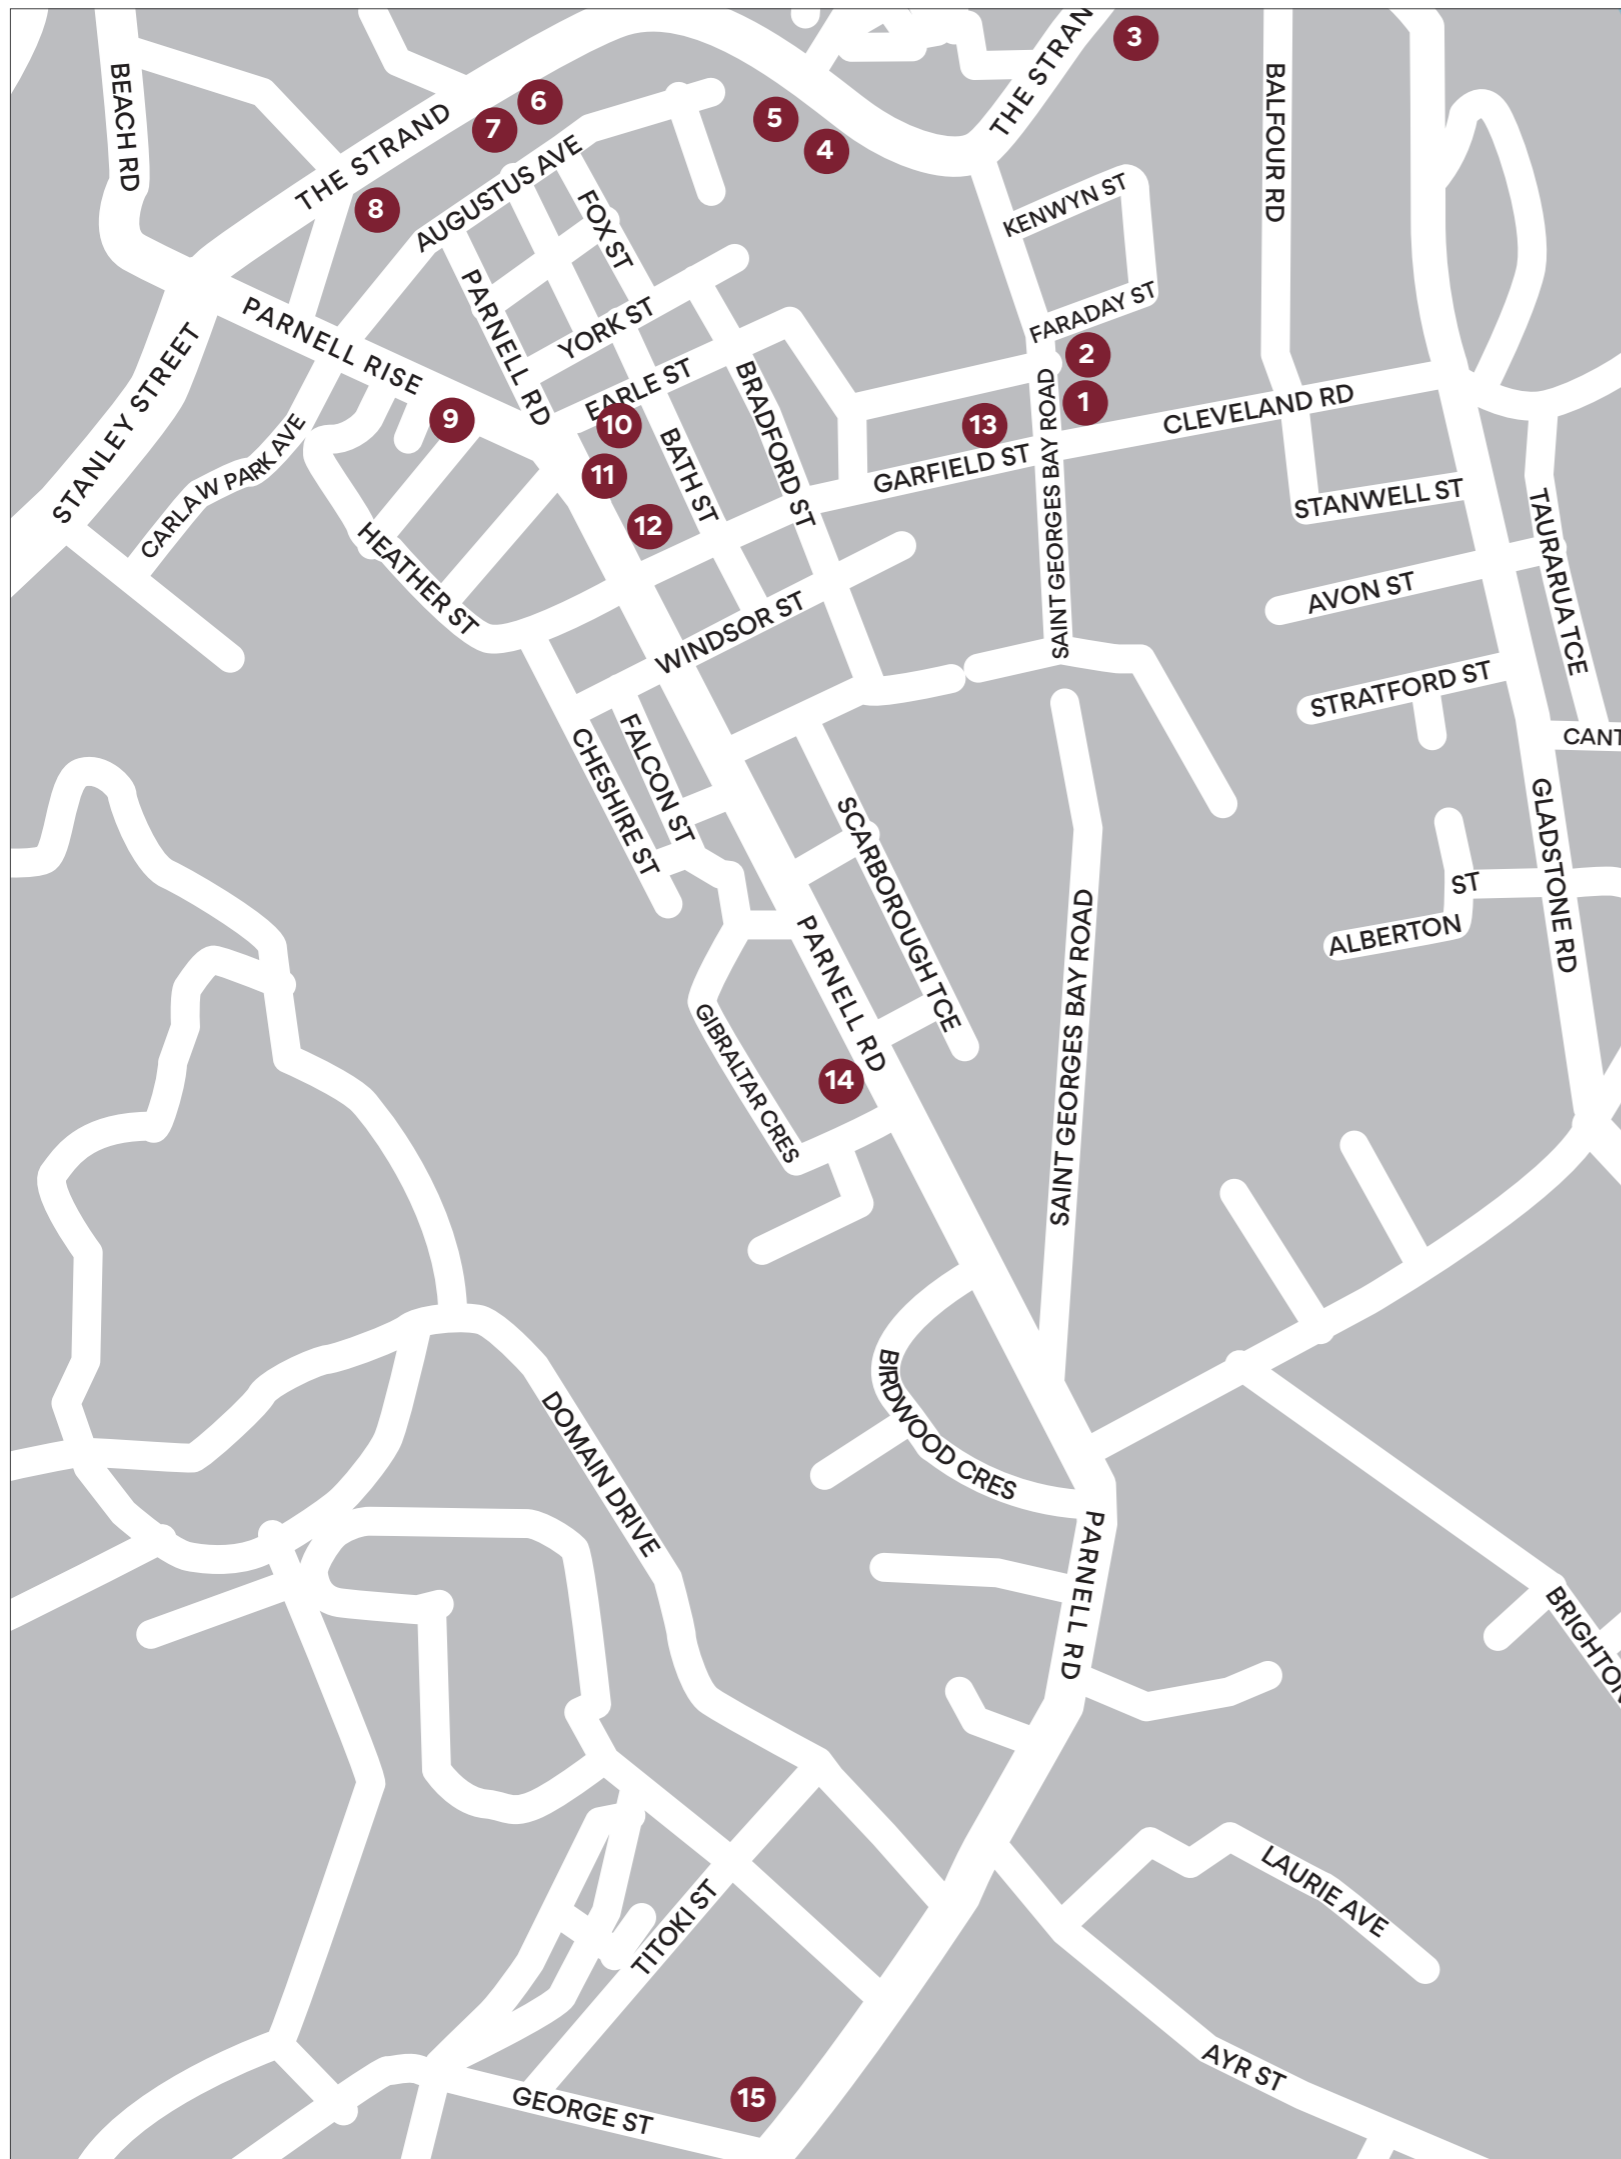 3
THE STRAN
BEACH RD
BALFOUR RD
6
7
5
4
THE STRAND
8
AUGUSTUS AVE
FOX ST
KENWYN ST
PARNELL RD
PARNELL RISE
YORK ST
FARADAY ST
STANLEY STREET
EARLE ST
BRADFORD ST
2
1
9
10
13
CLEVELAND RD
CARLAW PARK AVE
11
BATH ST
GARFIELD ST
SAINT GEORGES BAY ROAD
STANWELL ST
12
HEATHER ST
TAURARUA TCE
AVON ST
WINDSOR ST
STRATFORD ST
CANT
FALCON ST
CHESHIRE ST
SCARBOROUGH TCE
GLADSTONE RD
ST
ALBERTON
SAINT GEORGES BAY ROAD
PARNELL RD
GIBRALTAR CRES
14
BIRDWOOD CRES
DOMAIN DRIVE
PARNELL RD
BRIGHTON
LAURIE AVE
TITOKI ST
AYR ST
GEORGE ST
15